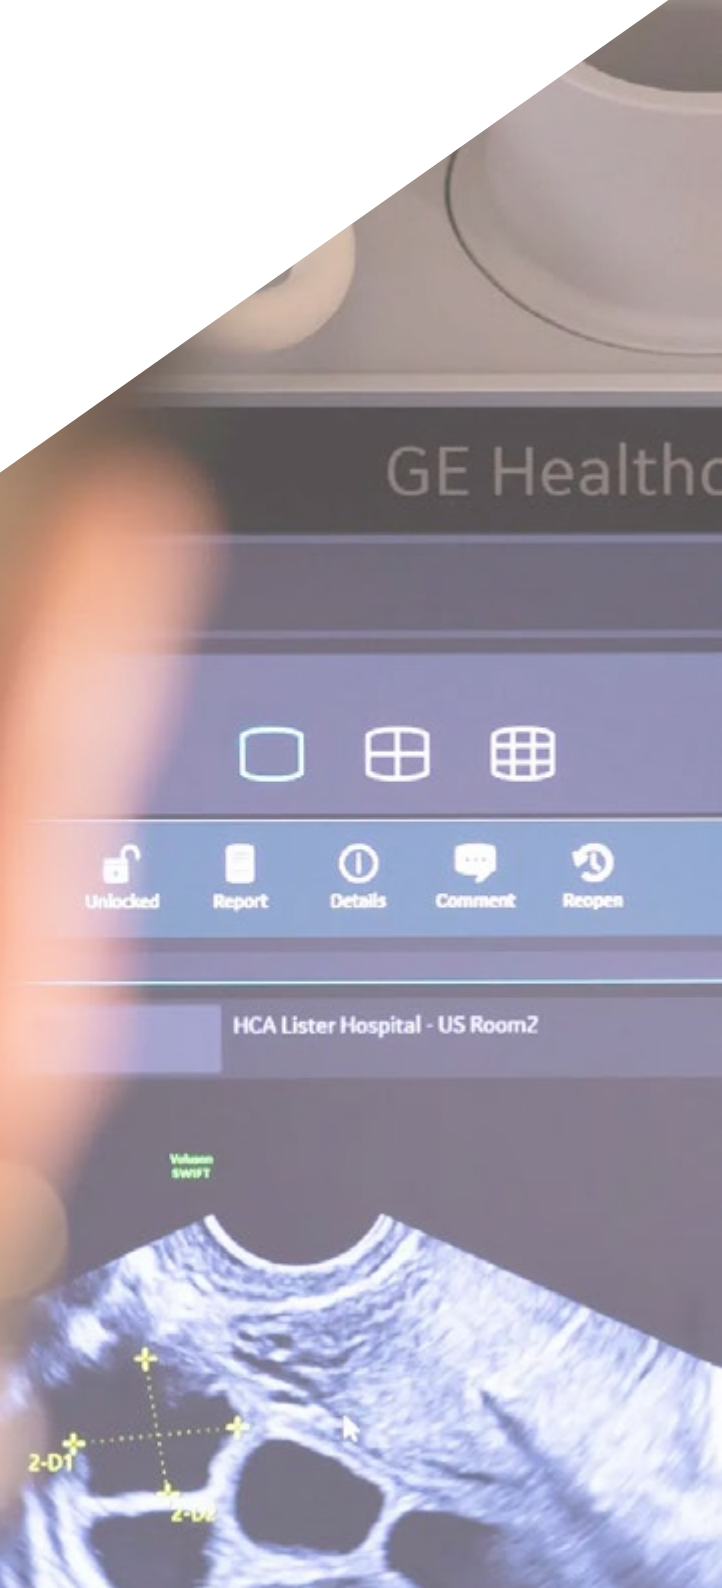 GE Healthc
Unlocked
Report
Details
Comment
Reopen
HCA Lister Hospital - US Room2
Voluson
SWIFT
2-D1
2-D2